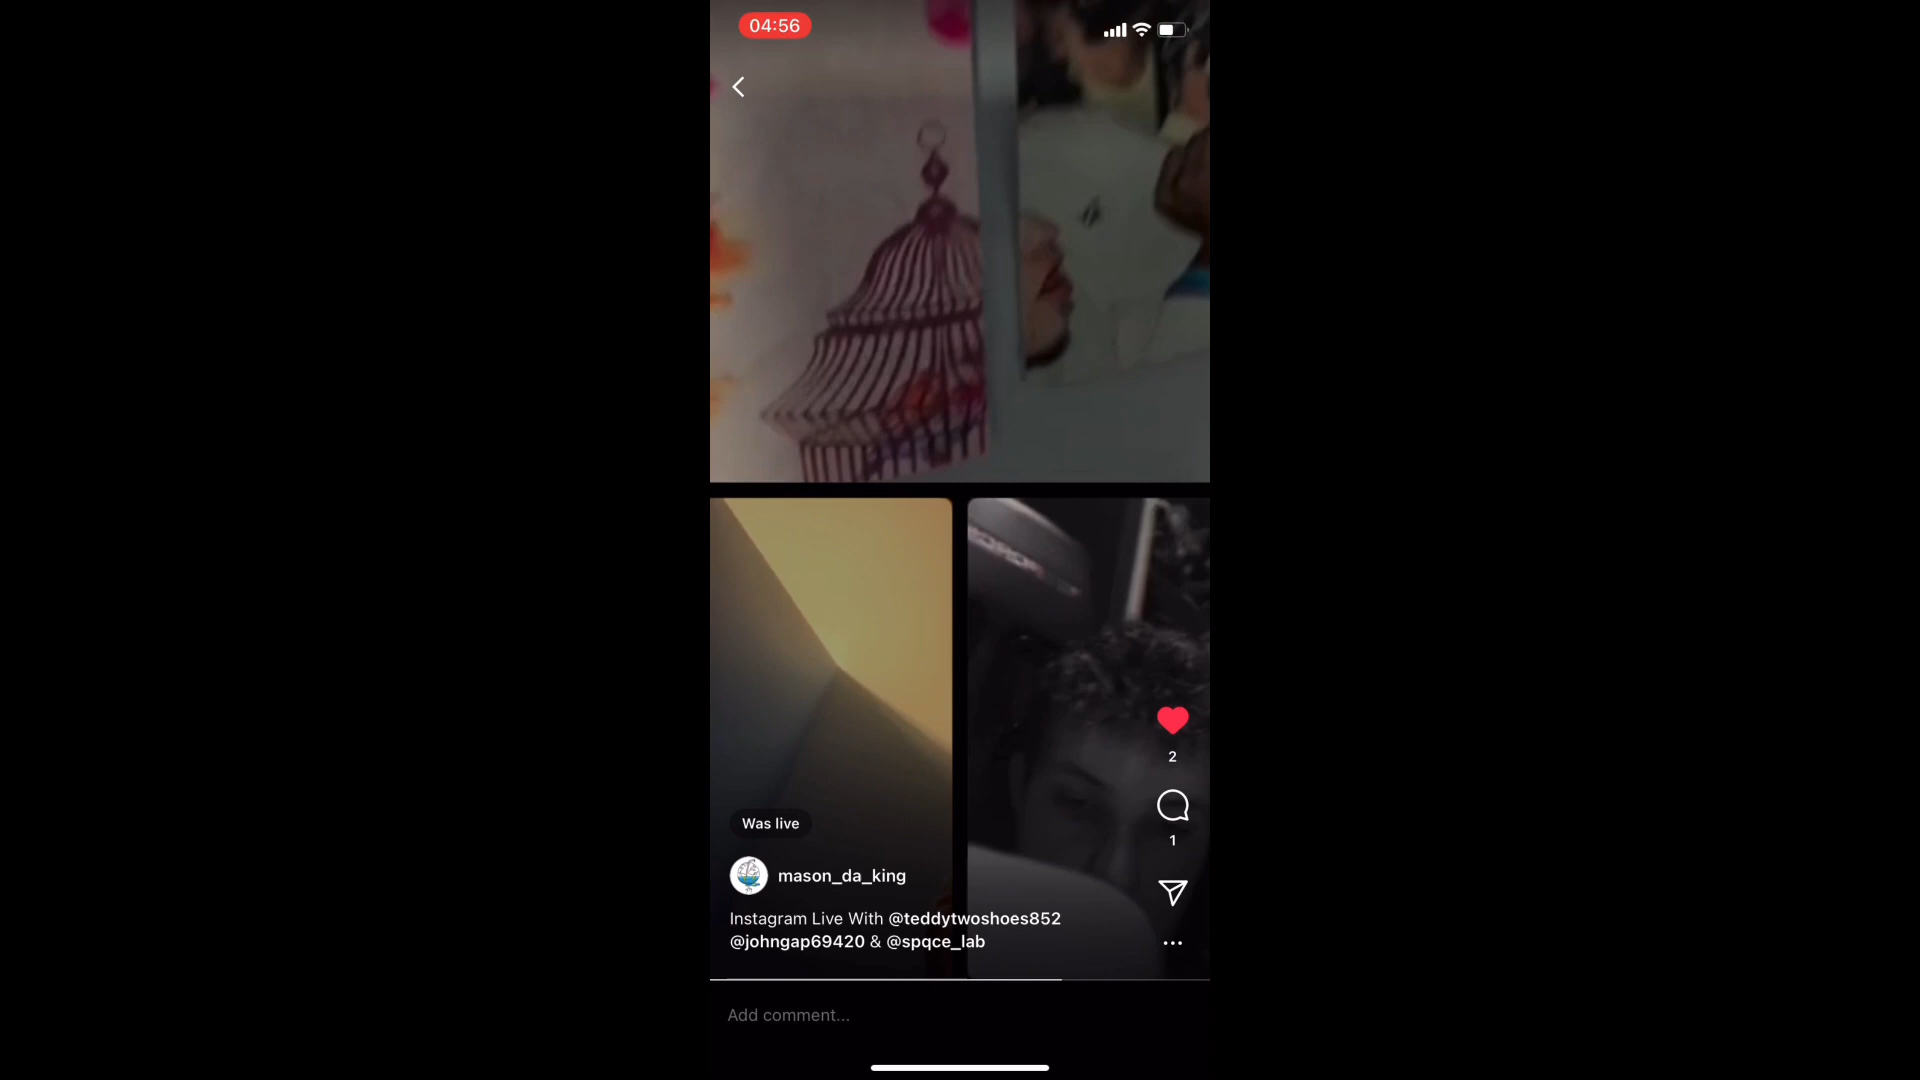 04:56
Was live
2
1
mason_da_king
Instagram Live With @teddytwoshoes852
@johngap69420 & @spqce_lab
Add comment...